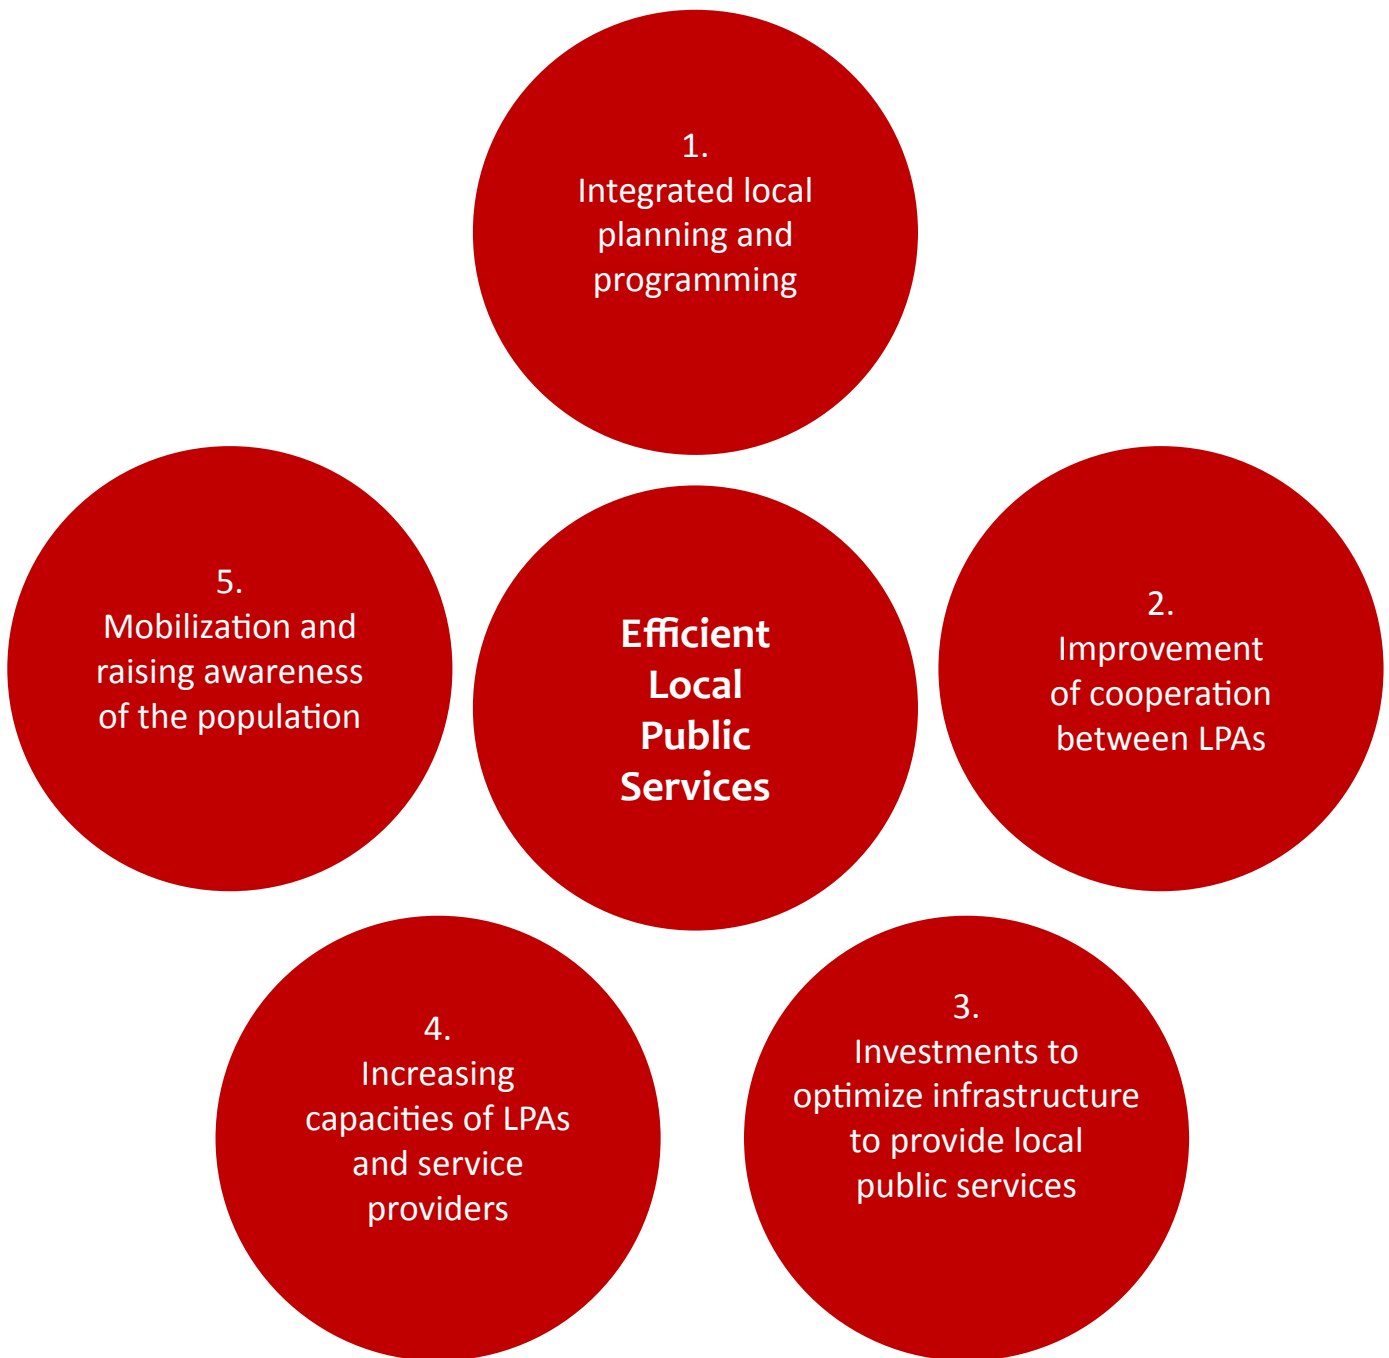 1.
Integrated local
planning and
programming
5.
Mobilization and
raising awareness
of the population
Efficient
Local
Public
Services
2.
Improvement
of cooperation
between LPAs
4.
Increasing
capacities of LPAs
and service
providers
3.
Investments to
optimize infrastructure
to provide local
public services